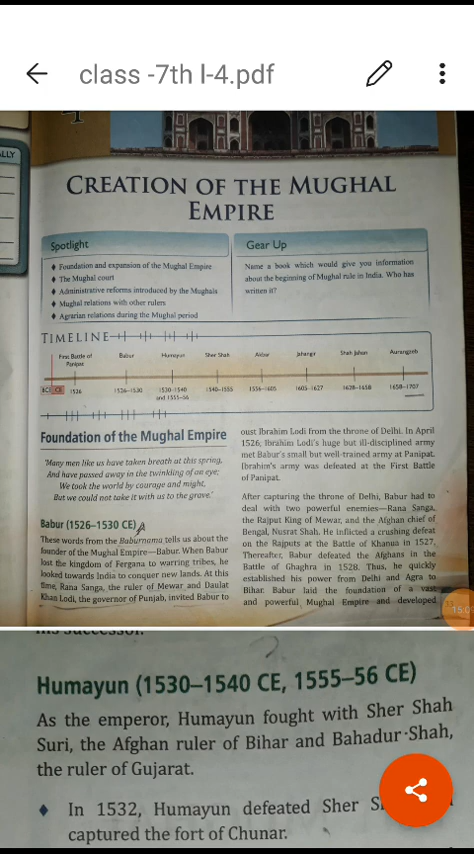 class -7th l-4.pdf
4
ALLY
CREATION OF THE MUGHAL
EMPIRE
Spotlight
♦ Foundation and expansion of the Mughal Empire
♦ The Mughal court
♦ Administrative reforms introduced by the Mughals
♦ Mughal relations with other rulers
♦ Agrarian relations during the Mughal period
Gear Up
Name a book which would give you information
about the beginning of Mughal rule in India. Who has
written it?
TIMELINE
First Battle of
Panipat
Babur
Humayun
Sher Shah
Akbar
Jahangir
Shah Jahan
Aurangzeb
CE
1526
1526–1530
1530–1540
and 1555–56
1540–1555
1556–1605
1605–1627
1628–1658
1658–1707
Foundation of the Mughal Empire
'Many men like us have taken breath at this spring,
And have passed away in the twinkling of an eye;
We took the world by courage and might,
But we could not take it with us to the grave.'
Babur (1526–1530 CE)
These words from the Baburnama tells us about the
founder of the Mughal Empire—Babur. When Babur
lost the kingdom of Fergana to warring tribes, he
looked towards India to conquer new lands. At this
time, Rana Sanga, the ruler of Mewar and Daulat
Khan Lodi, the governor of Punjab, invited Babur to
oust Ibrahim Lodi from the throne of Delhi. In April
1526, Ibrahim Lodi's huge but ill-disciplined army
met Babur's small but well-trained army at Panipat.
Ibrahim's army was defeated at the First Battle
of Panipat.
After capturing the throne of Delhi, Babur had to
deal with two powerful enemies—Rana Sanga,
the Rajput King of Mewar, and the Afghan chief of
Bengal, Nusrat Shah. He inflicted a crushing defeat
on the Rajputs at the Battle of Khanua in 1527.
Thereafter, Babur defeated the Afghans in the
Battle of Ghaghra in 1528. Thus, he quickly
established his power from Delhi and Agra to
Bihar. Babur laid the foundation of a vast
and powerful Mughal Empire and developed
15:0
his successor.
Humayun (1530–1540 CE, 1555–56 CE)
As the emperor, Humayun fought with Sher Shah
Suri, the Afghan ruler of Bihar and Bahadur Shah,
the ruler of Gujarat.
♦ In 1532, Humayun defeated Sher
captured the fort of Chunar.